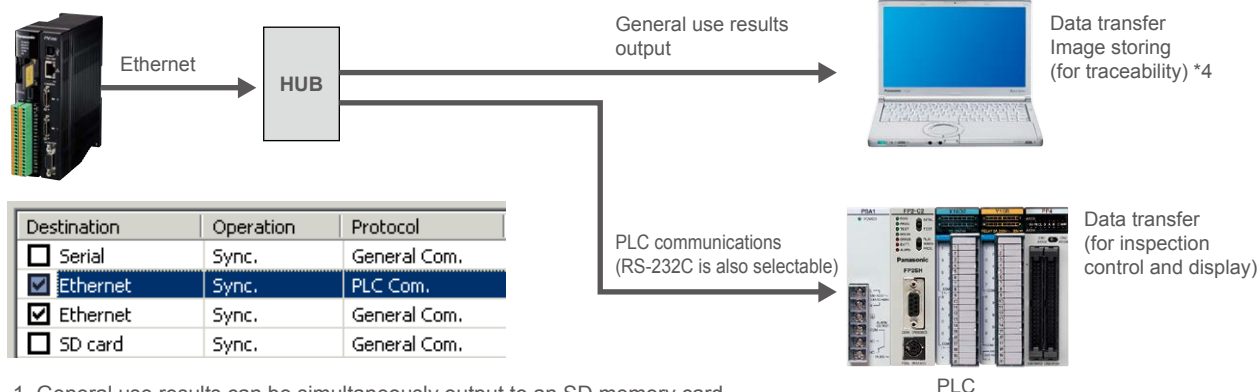 General use results
output
Data transfer
Image storing
(for traceability) *4
Ethernet
HUB
Destination Operation Protocol
Serial Sync. General Com.
Ethernet Sync. PLC Com.
Ethernet Sync. General Com.
SD card Sync. General Com.
PLC communications
(RS-232C is also selectable)
Panasonic
FP2SH
Data transfer
(for inspection
control and display)
PLC
1. General use results can be simultaneously output to an SD memory card